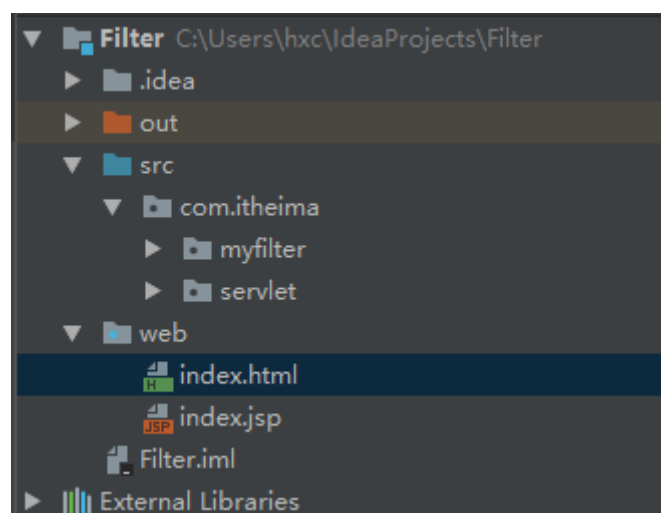 Filter C:\Users\hxc\IdeaProjects\Filter
.idea
out
src
com.itheima
myfilter
servlet
web
H index.html
JSP index.jsp
Filter.iml
External Libraries